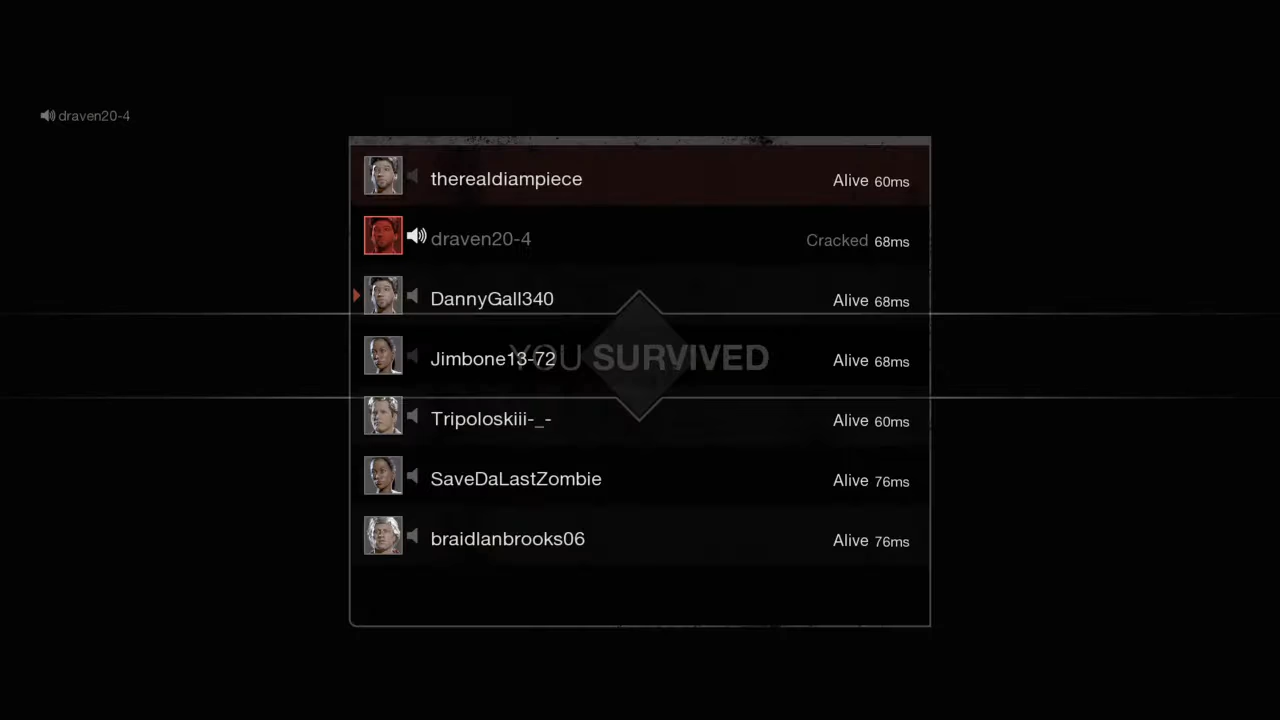 draven20-4
therealdiampiece Alive 60ms
draven20-4 Cracked 68ms
DannyGall340 Alive 68ms
YOU SURVIVED
Jimbone13-72 Alive 68ms
Tripoloskiii-_- Alive 60ms
SaveDaLastZombie Alive 76ms
braidlanbrooks06 Alive 76ms